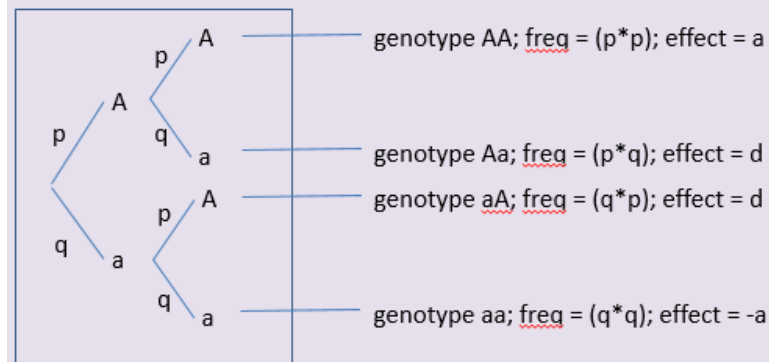 A
genotype AA; freq = (p*p); effect = a
p
A
p
q
a
genotype Aa; freq = (p*q); effect = d
A
genotype aA; freq = (q*p); effect = d
p
q
a
q
a
genotype aa; freq = (q*q); effect = -a